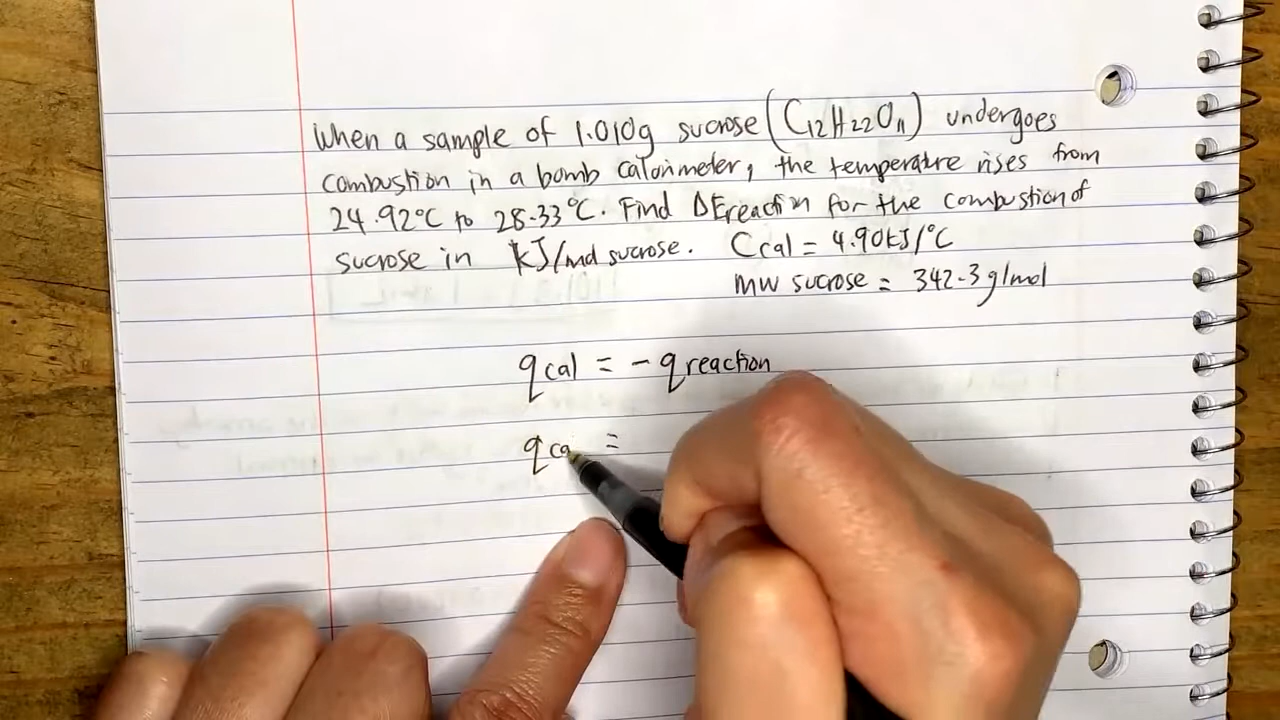 When a sample of 1.010g sucrose (C12H22O11) undergoes
combustion in a bomb calorimeter, the temperature rises from
24.92°C to 28.33°C. Find ΔEreaction for the combustion of
sucrose in kJ/mol sucrose. Ccal = 4.90kJ/°C
mw sucrose = 342.3 g/mol
qcal = - qreaction
qca =